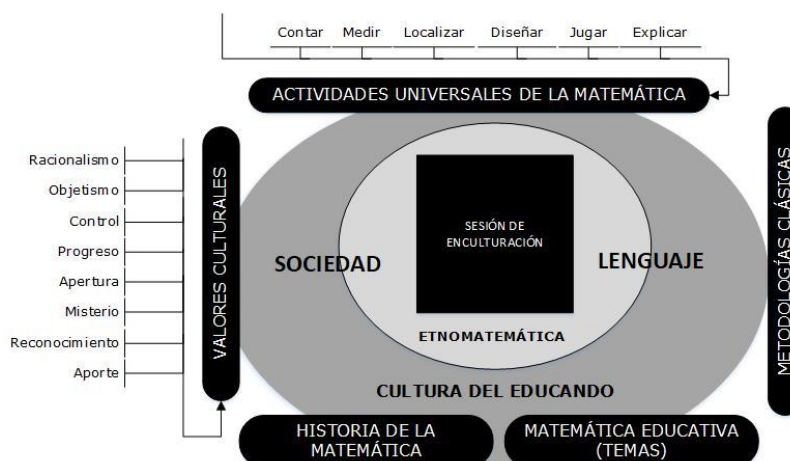 Contar Medir Localizar Diseñar Jugar Explicar
ACTIVIDADES UNIVERSALES DE LA MATEMÁTICA
Racionalismo
Objetismo
Control
Progreso
Apertura
Misterio
Reconocimiento
Aporte
VALORES CULTURALES
SESIÓN DE
ENCULTURACIÓN
SOCIEDAD
LENGUAJE
ETNOMATEMÁTICA
CULTURA DEL EDUCANDO
METODOLOGÍAS CLÁSICAS
HISTORIA DE LA
MATEMÁTICA
MATEMÁTICA EDUCATIVA
(TEMAS)